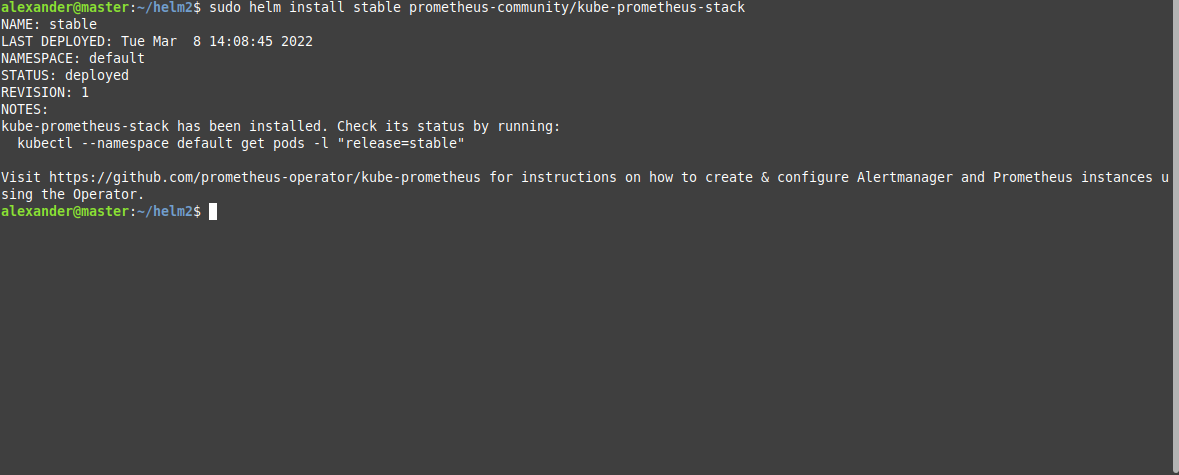 alexander@master:~/helm2$ sudo helm install stable prometheus-community/kube-prometheus-stack
NAME: stable
LAST DEPLOYED: Tue Mar  8 14:08:45 2022
NAMESPACE: default
STATUS: deployed
REVISION: 1
NOTES:
kube-prometheus-stack has been installed. Check its status by running:
  kubectl --namespace default get pods -l "release=stable"

Visit https://github.com/prometheus-operator/kube-prometheus for instructions on how to create & configure Alertmanager and Prometheus instances u
sing the Operator.
alexander@master:~/helm2$